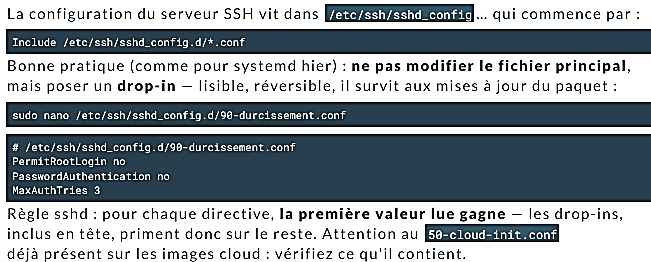 La configuration du serveur SSH vit dans /etc/ssh/sshd_config… qui commence par :
Include /etc/ssh/sshd_config.d/*.conf
Bonne pratique (comme pour systemd hier) : ne pas modifier le fichier principal,
mais poser un drop-in — lisible, réversible, il survit aux mises à jour du paquet :
sudo nano /etc/ssh/sshd_config.d/90-durcissement.conf
# /etc/ssh/sshd_config.d/90-durcissement.conf
PermitRootLogin no
PasswordAuthentication no
MaxAuthTries 3
Règle sshd : pour chaque directive, la première valeur lue gagne — les drop-ins,
inclus en tête, priment donc sur le reste. Attention au 50-cloud-init.conf
déjà présent sur les images cloud : vérifiez ce qu'il contient.